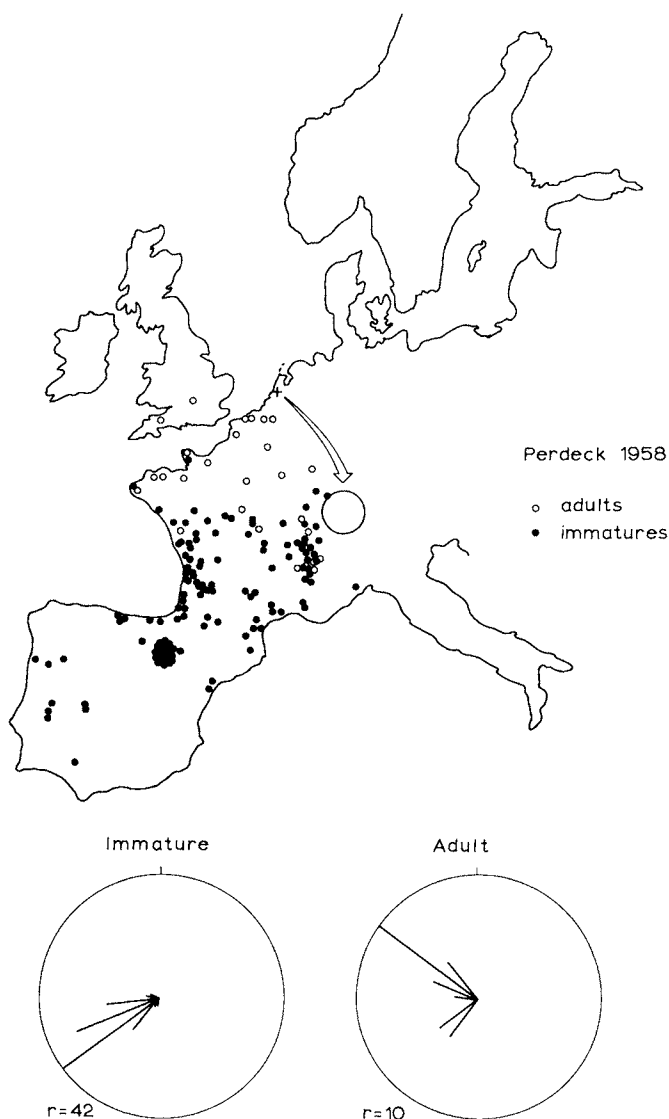 Perdeck 1958
adults
immatures
Immature
Adult
r=42
r=10